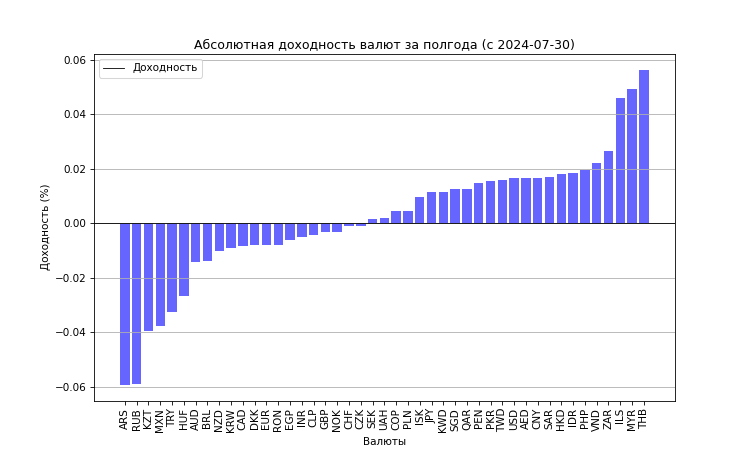 Абсолютная доходность валют за полгода (с 2024-07-30)
Доходность
0.06
0.04
0.02
0.00
−0.02
−0.04
−0.06
Доходность (%)
ARS RUB KZT MXN TRY HUF AUD BRL NZD KRW CAD DKK EUR RON EGP INR CLP GBP NOK CHF CZK SEK UAH COP PLN ISK JPY KWD SGD QAR PEN PKR TWD USD AED CNY SAR HKD IDR PHP VND ZAR ILS MYR THB
Валюты